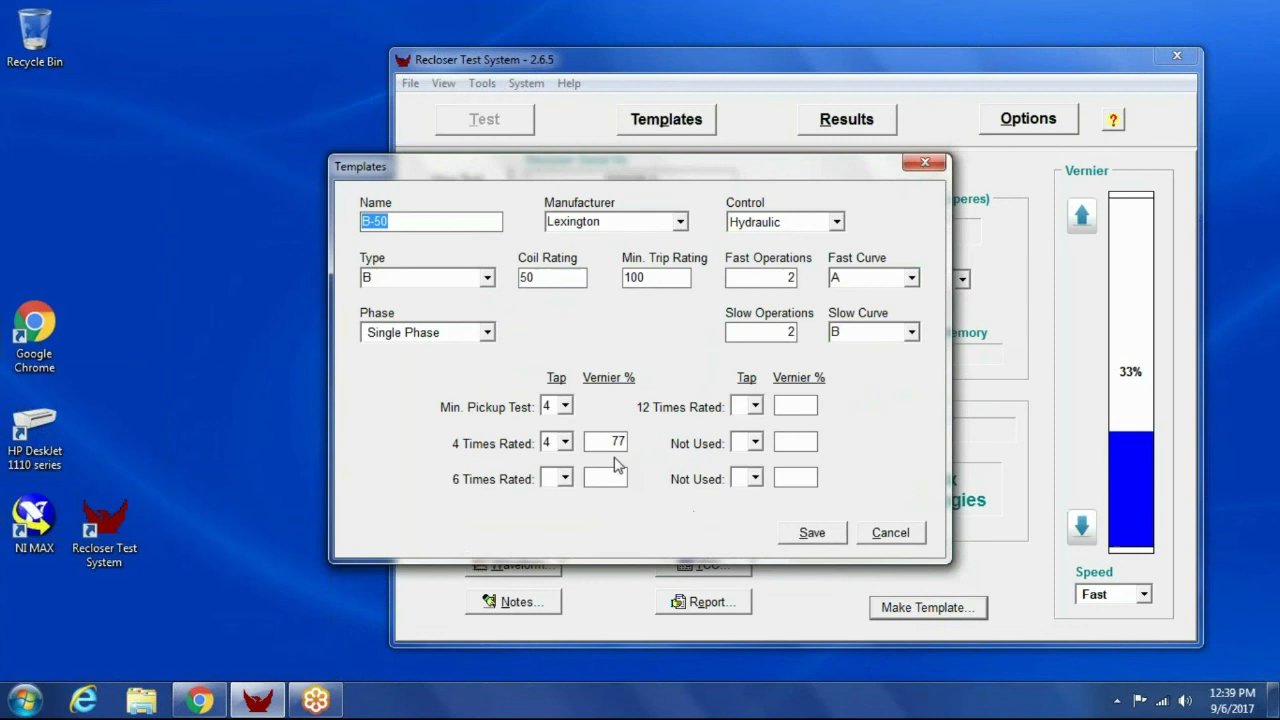 Recycle Bin
Google Chrome
HP DeskJet 1110 series
NI MAX
Recloser Test System
Recloser Test System - 2.6.5
File View Tools System Help
Test Templates Results Options ?
Templates
Name Manufacturer Control
B-50 Lexington Hydraulic
Type Coil Rating Min. Trip Rating Fast Operations Fast Curve
B 50 100 2 A
Phase Slow Operations Slow Curve
Single Phase 2 B
Tap Vernier % Tap Vernier %
Min. Pickup Test: 4 12 Times Rated:
4 Times Rated: 4 77 Not Used:
6 Times Rated: Not Used:
Save Cancel
peres)
emory
gies
Vernier
33%
Speed
Fast
Notes... Report... Make Template...
12:39 PM
9/6/2017